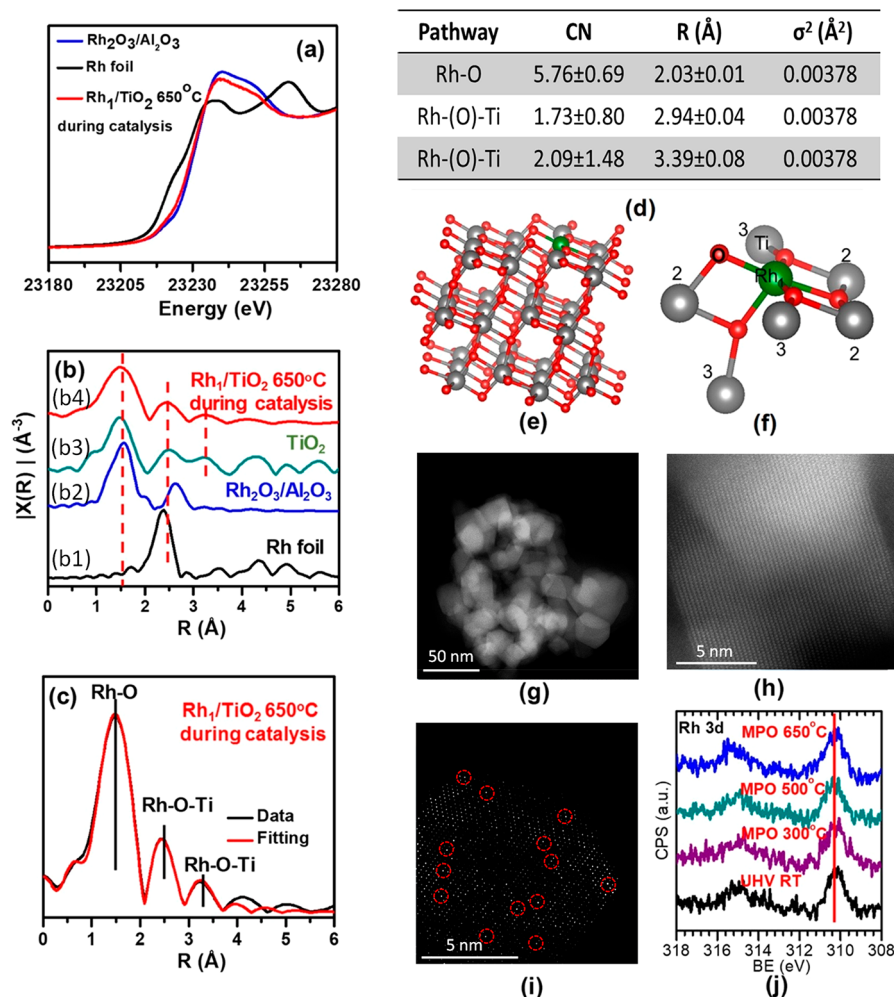 (a)
Rh₂O₃/Al₂O₃
Rh foil
Rh₁/TiO₂ 650°C
during catalysis
23180 23205 23230 23255 23280
Energy (eV)
Pathway CN R (Å) σ² (Å²)
Rh-O 5.76±0.69 2.03±0.01 0.00378
Rh-(O)-Ti 1.73±0.80 2.94±0.04 0.00378
Rh-(O)-Ti 2.09±1.48 3.39±0.08 0.00378
(d)
(e)
3
Ti
O
Rh
2
2
3
3
2
(f)
(b)
(b4)
Rh₁/TiO₂ 650°C
during catalysis
(b3)
TiO₂
(b2)
Rh₂O₃/Al₂O₃
(b1)
Rh foil
|X(R) | (Å⁻³)
0 1 2 3 4 5 6
R (Å)
50 nm
(g)
5 nm
(h)
(c)
Rh-O
Rh₁/TiO₂ 650°C
during catalysis
Rh-O-Ti
Rh-O-Ti
Data
Fitting
0 1 2 3 4 5 6
R (Å)
5 nm
(i)
Rh 3d
MPO 650°C
MPO 500°C
MPO 300°C
UHV RT
CPS (a.u.)
318 316 314 312 310 308
BE (eV)
(j)